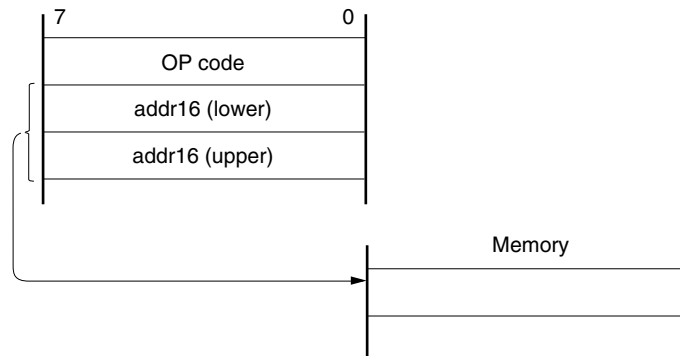 7 0
OP code
addr16 (lower)
addr16 (upper)
Memory